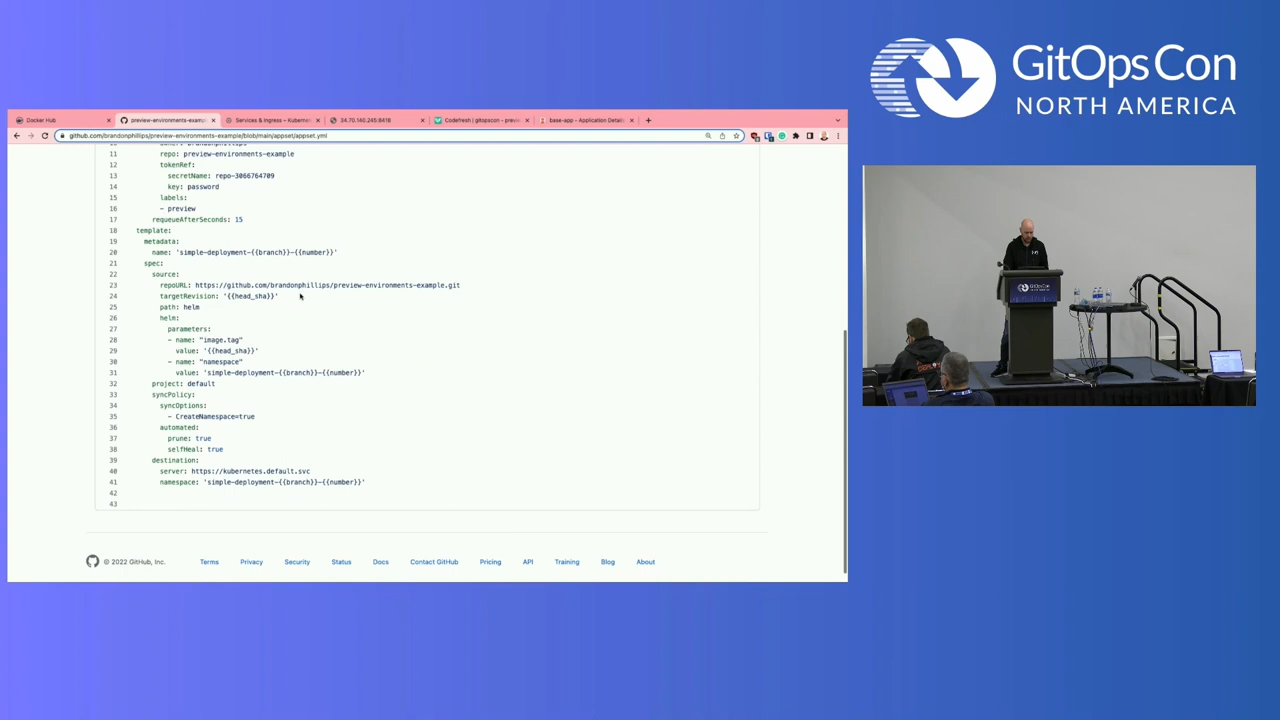 GitOpsCon
NORTH AMERICA
Docker Hub
preview-environments-examp
Services & Ingress – Kubernet
34.70.140.245:8418
Codefresh | gitopscon - previ
base-app - Application Detail
github.com/brandonphillips/preview-environments-example/blob/main/appset/appset.yml
11 repo: preview-environments-example
12 tokenRef:
13 secretName: repo-3066764709
14 key: password
15 labels:
16 - preview
17 requeueAfterSeconds: 15
18 template:
19 metadata:
20 name: 'simple-deployment-{{branch}}-{{number}}'
21 spec:
22 source:
23 repoURL: https://github.com/brandonphillips/preview-environments-example.git
24 targetRevision: '{{head_sha}}'
25 path: helm
26 helm:
27 parameters:
28 - name: "image.tag"
29 value: '{{head_sha}}'
30 - name: "namespace"
31 value: 'simple-deployment-{{branch}}-{{number}}'
32 project: default
33 syncPolicy:
34 syncOptions:
35 - CreateNamespace=true
36 automated:
37 prune: true
38 selfHeal: true
39 destination:
40 server: https://kubernetes.default.svc
41 namespace: 'simple-deployment-{{branch}}-{{number}}'
42
43
© 2022 GitHub, Inc. Terms Privacy Security Status Docs Contact GitHub Pricing API Training Blog About
GitOpsCon